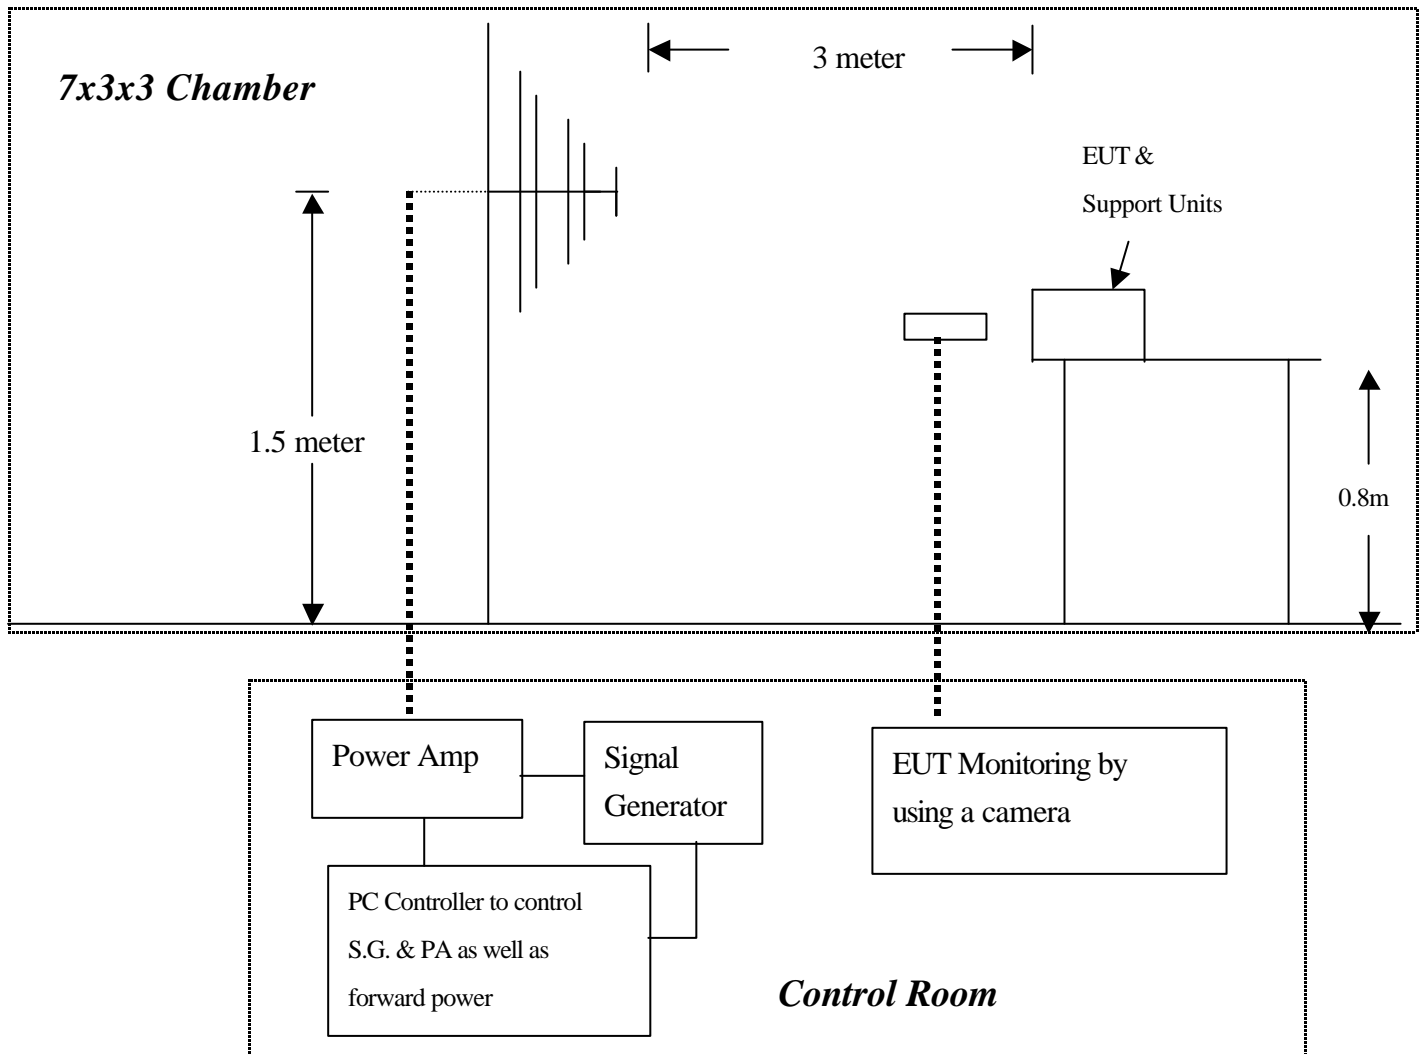 3 meter
7x3x3 Chamber
EUT &
Support Units
1.5 meter
0.8m
Power Amp
Signal
Generator
EUT Monitoring by
using a camera
PC Controller to control
S.G. & PA as well as
forward power
Control Room